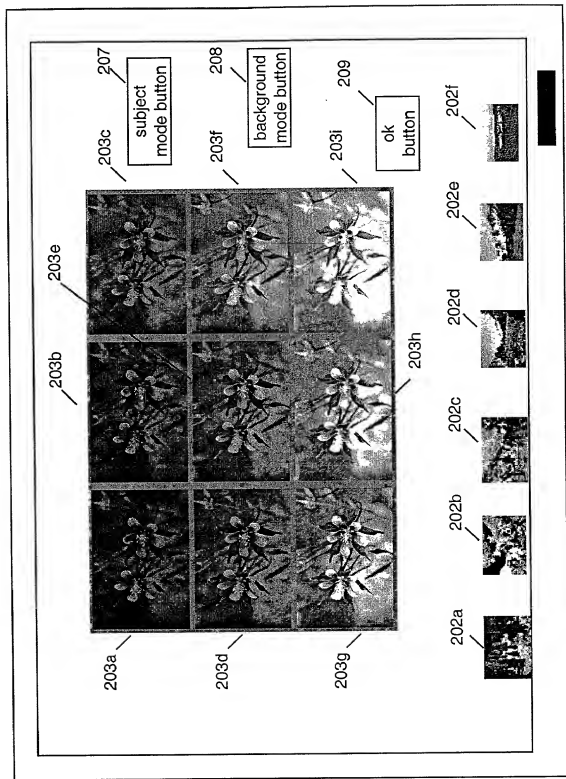 203a
203b
203e
203c
207
subject
mode button
203d
203f
208
background
mode button
203g
203h
203i
209
ok
button
202a
202b
202c
202d
202e
202f